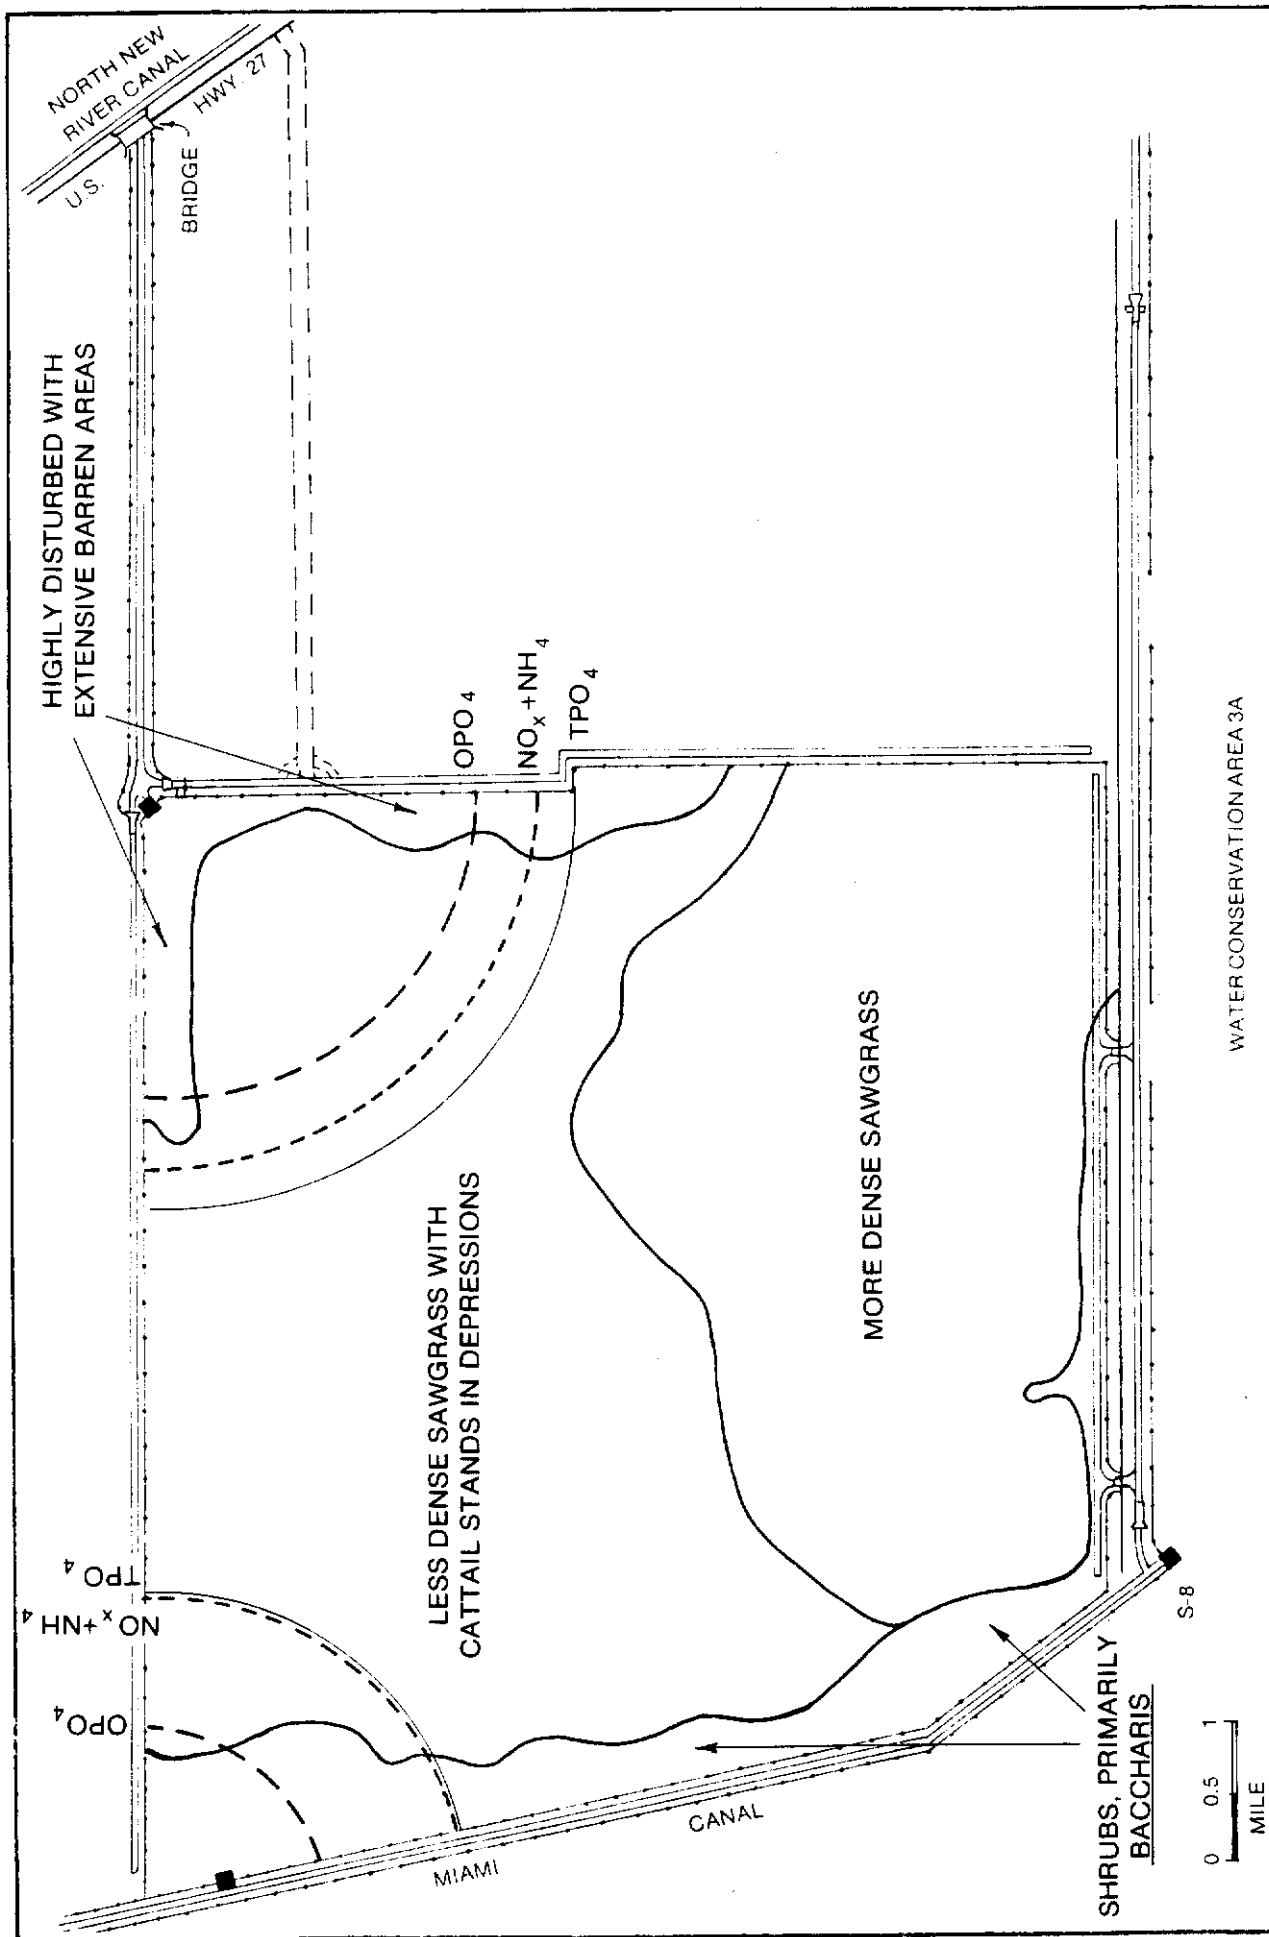 NORTH NEW
RIVER CANAL
U.S. HWY. 27
BRIDGE
HIGHLY DISTURBED WITH
EXTENSIVE BARREN AREAS
OPO4
NOx+NH4
TPO4
TPO4
NOx+NH4
OPO4
LESS DENSE SAWGRASS WITH
CATTAIL STANDS IN DEPRESSIONS
MORE DENSE SAWGRASS
MIAMI CANAL
SHRUBS, PRIMARILY
BACCHARIS
S-8
0 0.5 1
MILE
WATER CONSERVATION AREA 3A